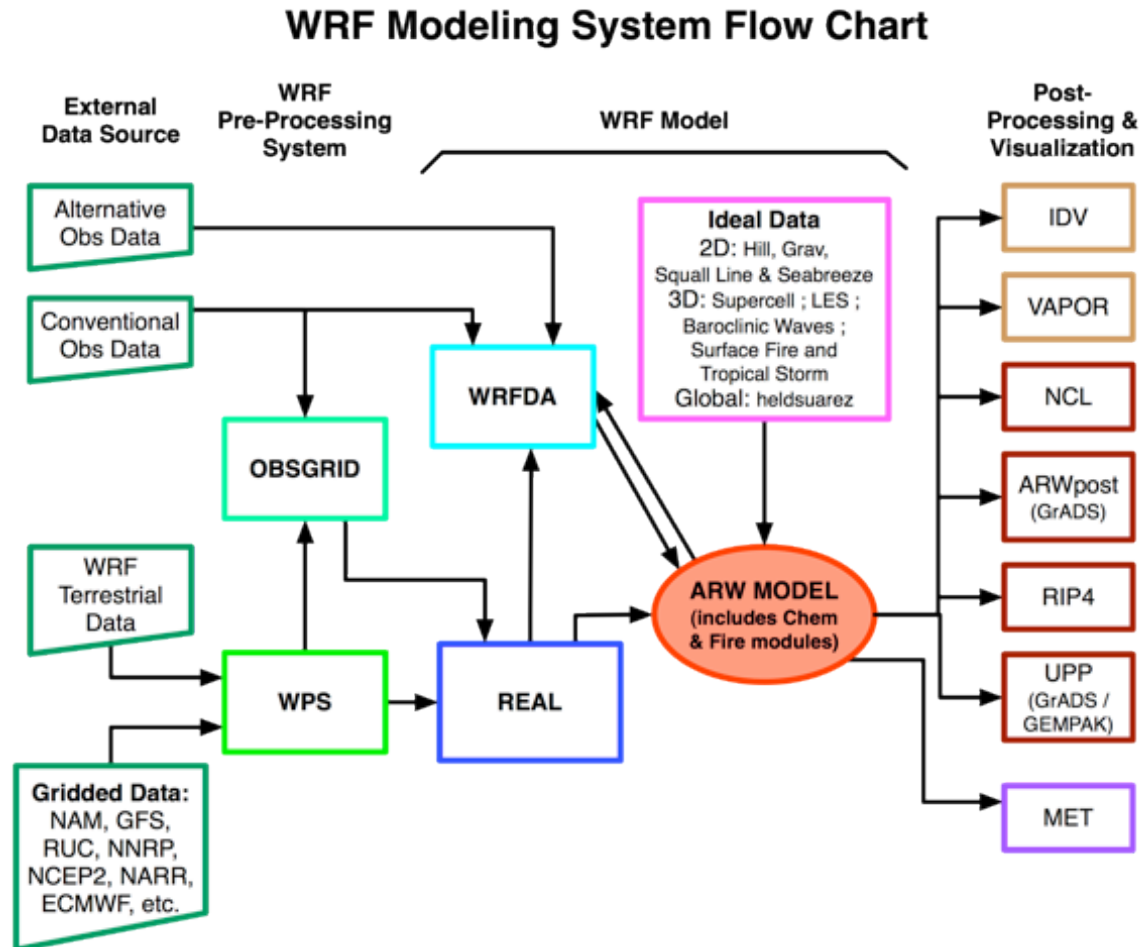 WRF Modeling System Flow Chart
External
Data Source
WRF
Pre-Processing
System
WRF Model
Post-
Processing &
Visualization
Alternative
Obs Data
Conventional
Obs Data
WRF
Terrestrial
Data
Gridded Data:
NAM, GFS,
RUC, NNRP,
NCEP2, NARR,
ECMWF, etc.
OBSGRID
WPS
WRFDA
REAL
Ideal Data
2D: Hill, Grav,
Squall Line & Seabreeze
3D: Supercell ; LES ;
Baroclinic Waves ;
Surface Fire and
Tropical Storm
Global: heldsuarez
ARW MODEL
(includes Chem
& Fire modules)
IDV
VAPOR
NCL
ARWpost
(GrADS)
RIP4
UPP
(GrADS /
GEMPAK)
MET